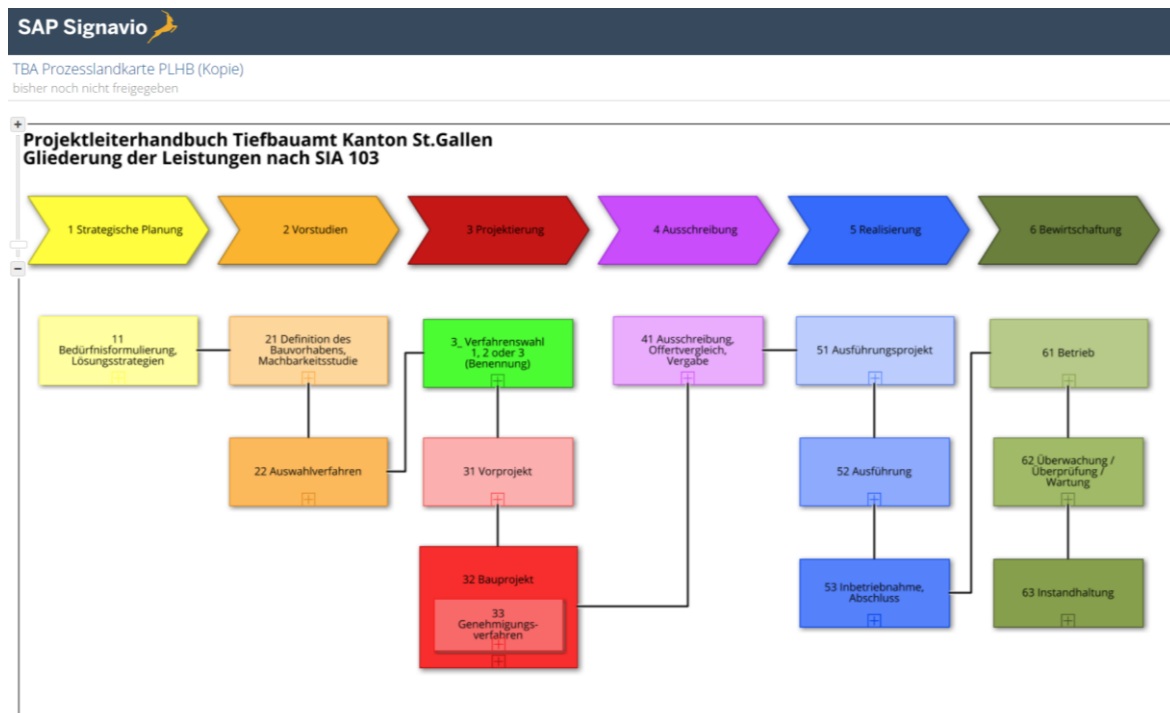 SAP Signavio
TBA Prozesslandkarte PLHB (Kopie)
bisher noch nicht freigegeben
Projektleiterhandbuch Tiefbauamt Kanton St.Gallen
Gliederung der Leistungen nach SIA 103
1 Strategische Planung
2 Vorstudien
3 Projektierung
4 Ausschreibung
5 Realisierung
6 Bewirtschaftung
11
Bedürfnisformulierung,
Lösungsstrategien
21 Definition des
Bauvorhabens,
Machbarkeitsstudie
3_ Verfahrenswahl
1, 2 oder 3
(Benennung)
41 Ausschreibung,
Offertvergleich,
Vergabe
51 Ausführungsprojekt
61 Betrieb
22 Auswahlverfahren
31 Vorprojekt
52 Ausführung
62 Überwachung /
Überprüfung /
Wartung
32 Bauprojekt
33
Genehmigungs-
verfahren
53 Inbetriebnahme,
Abschluss
63 Instandhaltung